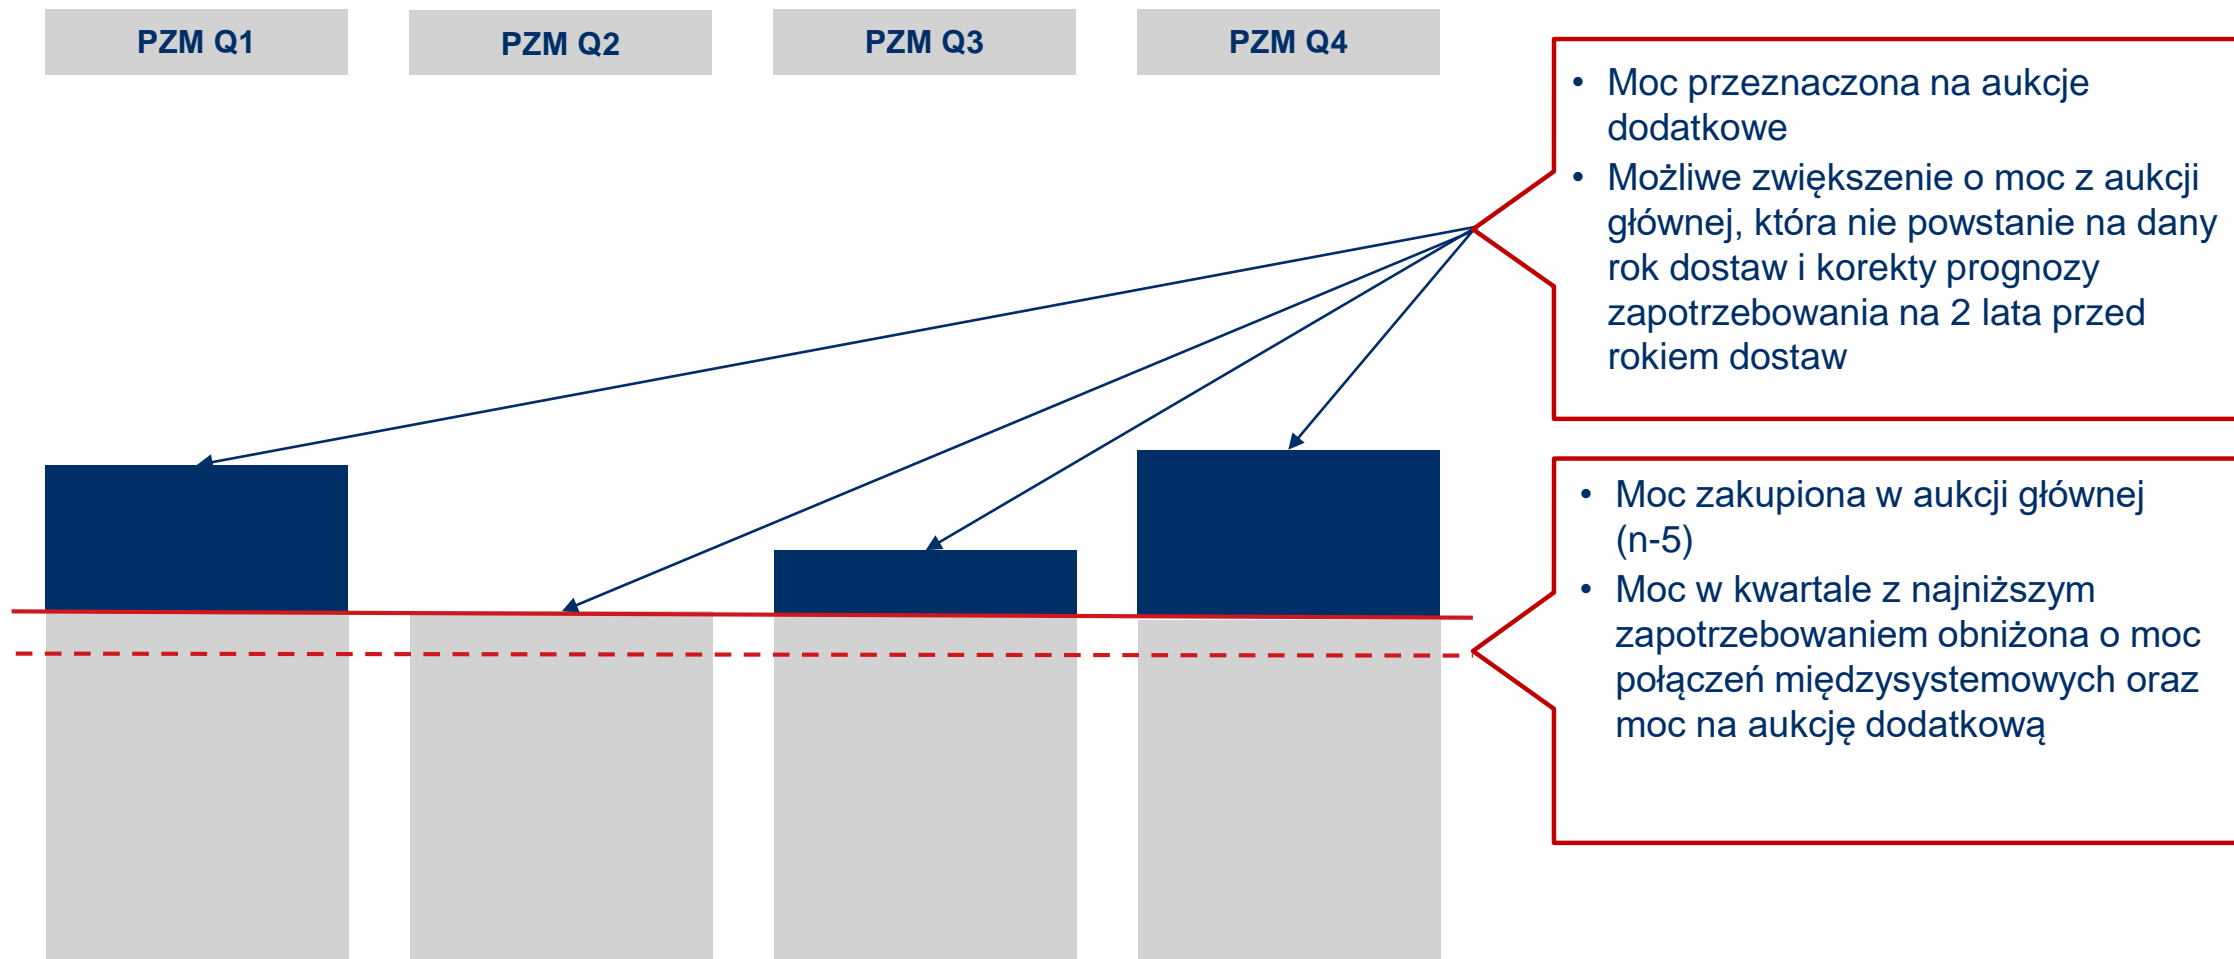 PZM Q1
PZM Q2
PZM Q3
PZM Q4
• Moc przeznaczona na aukcje
dodatkowe
• Możliwe zwiększenie o moc z aukcji
głównej, która nie powstanie na dany
rok dostaw i korekty prognozy
zapotrzebowania na 2 lata przed
rokiem dostaw
• Moc zakupiona w aukcji głównej
(n-5)
• Moc w kwartale z najniższym
zapotrzebowaniem obniżona o moc
połączeń międzysystemowych oraz
moc na aukcję dodatkową